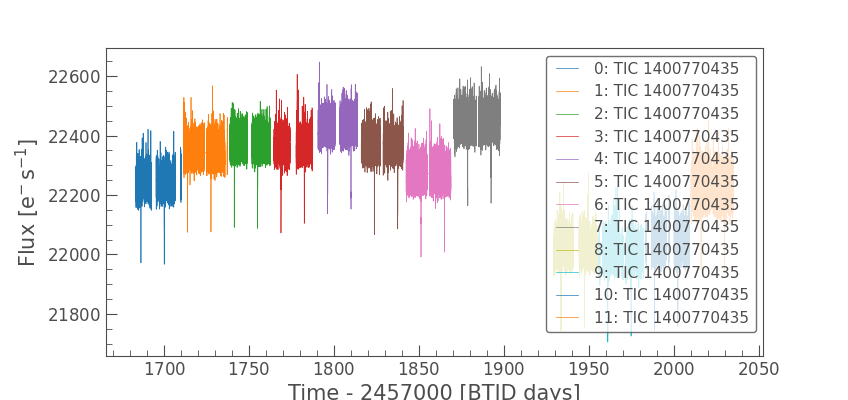 22600
22400
22200
22000
21800
Flux [e⁻ s⁻¹]
0: TIC 1400770435
1: TIC 1400770435
2: TIC 1400770435
3: TIC 1400770435
4: TIC 1400770435
5: TIC 1400770435
6: TIC 1400770435
7: TIC 1400770435
8: TIC 1400770435
9: TIC 1400770435
10: TIC 1400770435
11: TIC 1400770435
1700 1750 1800 1850 1900 1950 2000 2050
Time - 2457000 [BTJD days]